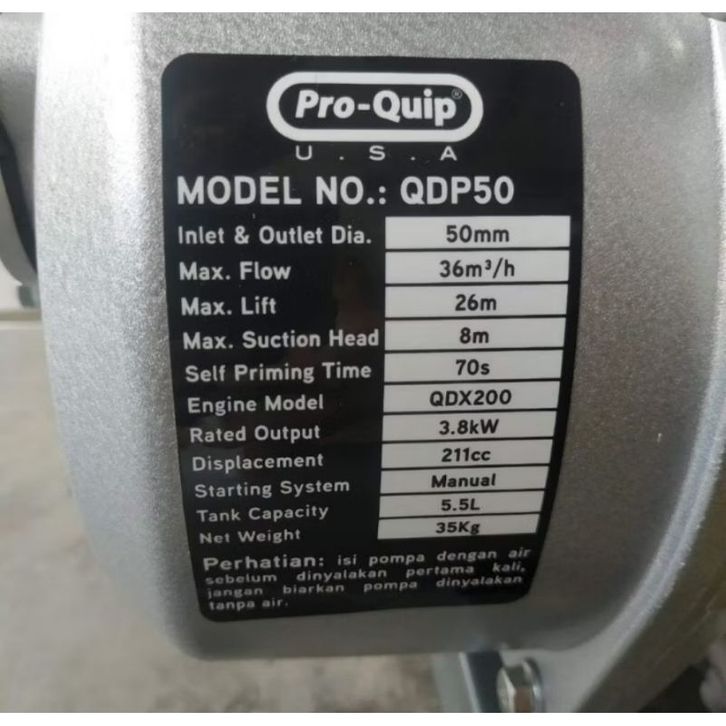 Pro-Quip®
U.S.A
MODEL NO.: QDP50
Inlet & Outlet Dia. 50mm
Max. Flow 36m³/h
Max. Lift 26m
Max. Suction Head 8m
Self Priming Time 70s
Engine Model QDX200
Rated Output 3.8kW
Displacement 211cc
Starting System Manual
Tank Capacity 5.5L
Net Weight 35Kg
Perhatian: isi pompa dengan air
sebelum dinyalakan pertama kali,
jangan biarkan pompa dinyalakan
tanpa air.